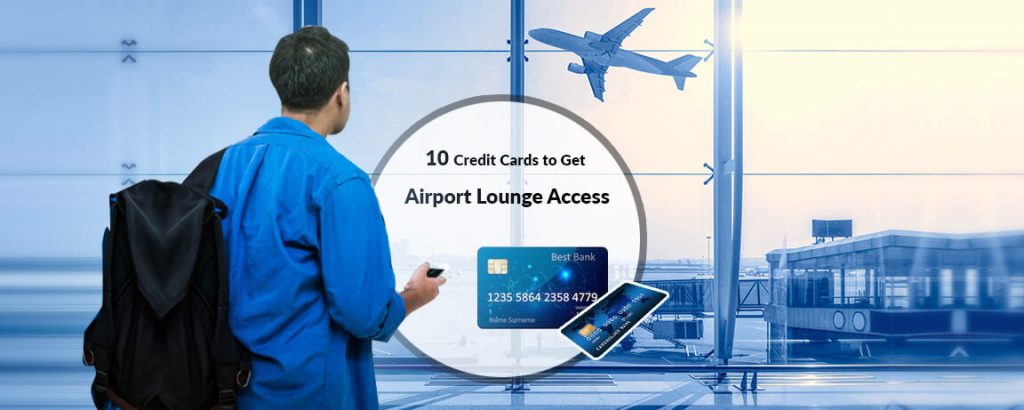 10 Credit Cards to Get
Airport Lounge Access
Best Bank
1235 5864 2358 4779
Name Surname